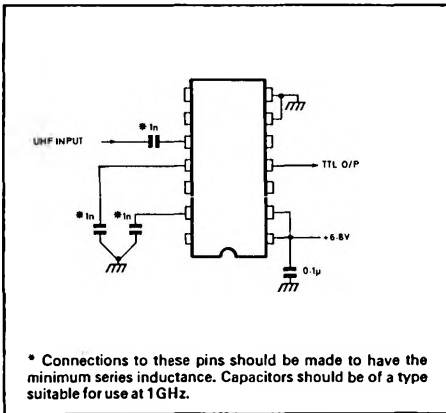 * 1n
UHF INPUT
TTL O/P
* 1n
* 1n
+6·8V
0·1µ
* Connections to these pins should be made to have the
minimum series inductance. Capacitors should be of a type
suitable for use at 1GHz.